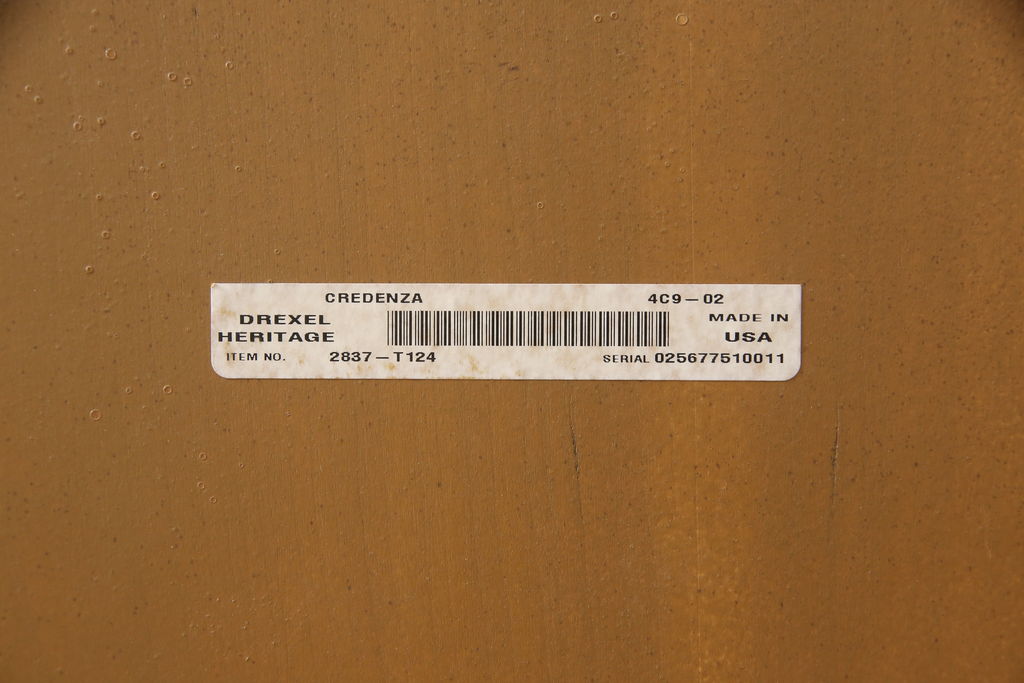 CREDENZA 4C9-02
DREXEL MADE IN
HERITAGE USA
ITEM NO. 2837-T124 SERIAL 025677510011